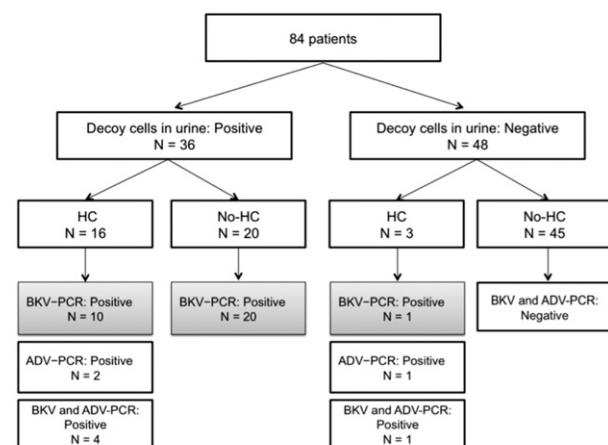 84 patients
Decoy cells in urine: Positive
N = 36
Decoy cells in urine: Negative
N = 48
HC
N = 16
No-HC
N = 20
HC
N = 3
No-HC
N = 45
BKV−PCR: Positive
N = 10
BKV−PCR: Positive
N = 20
BKV−PCR: Positive
N = 1
BKV and ADV-PCR:
Negative
ADV−PCR: Positive
N = 2
ADV−PCR: Positive
N = 1
BKV and ADV-PCR:
Positive
N = 4
BKV and ADV-PCR:
Positive
N = 1